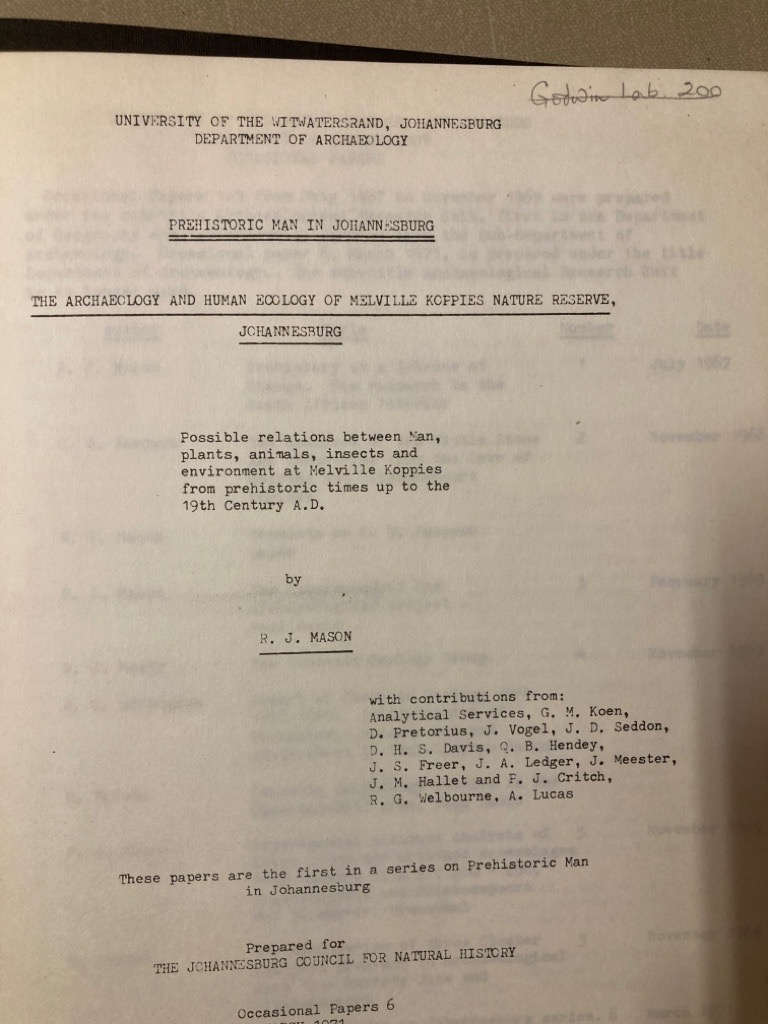 Godwin Lab. 200
UNIVERSITY OF THE WITWATERSRAND, JOHANNESBURG
DEPARTMENT OF ARCHAEOLOGY
PREHISTORIC MAN IN JOHANNESBURG
THE ARCHAEOLOGY AND HUMAN ECOLOGY OF MELVILLE KOPPIES NATURE RESERVE,
JOHANNESBURG
Possible relations between Man,
plants, animals, insects and
environment at Melville Koppies
from prehistoric times up to the
19th Century A.D.
by
R. J. MASON
with contributions from:
Analytical Services, G. M. Koen,
D. Pretorius, J. Vogel, J. D. Seddon,
D. H. S. Davis, Q. B. Hendey,
J. S. Freer, J. A. Ledger, J. Meester,
J. M. Hallet and P. J. Critch,
R. G. Welbourne, A. Lucas
These papers are the first in a series on Prehistoric Man
in Johannesburg
Prepared for
THE JOHANNESBURG COUNCIL FOR NATURAL HISTORY
Occasional Papers 6
MARCH 1971